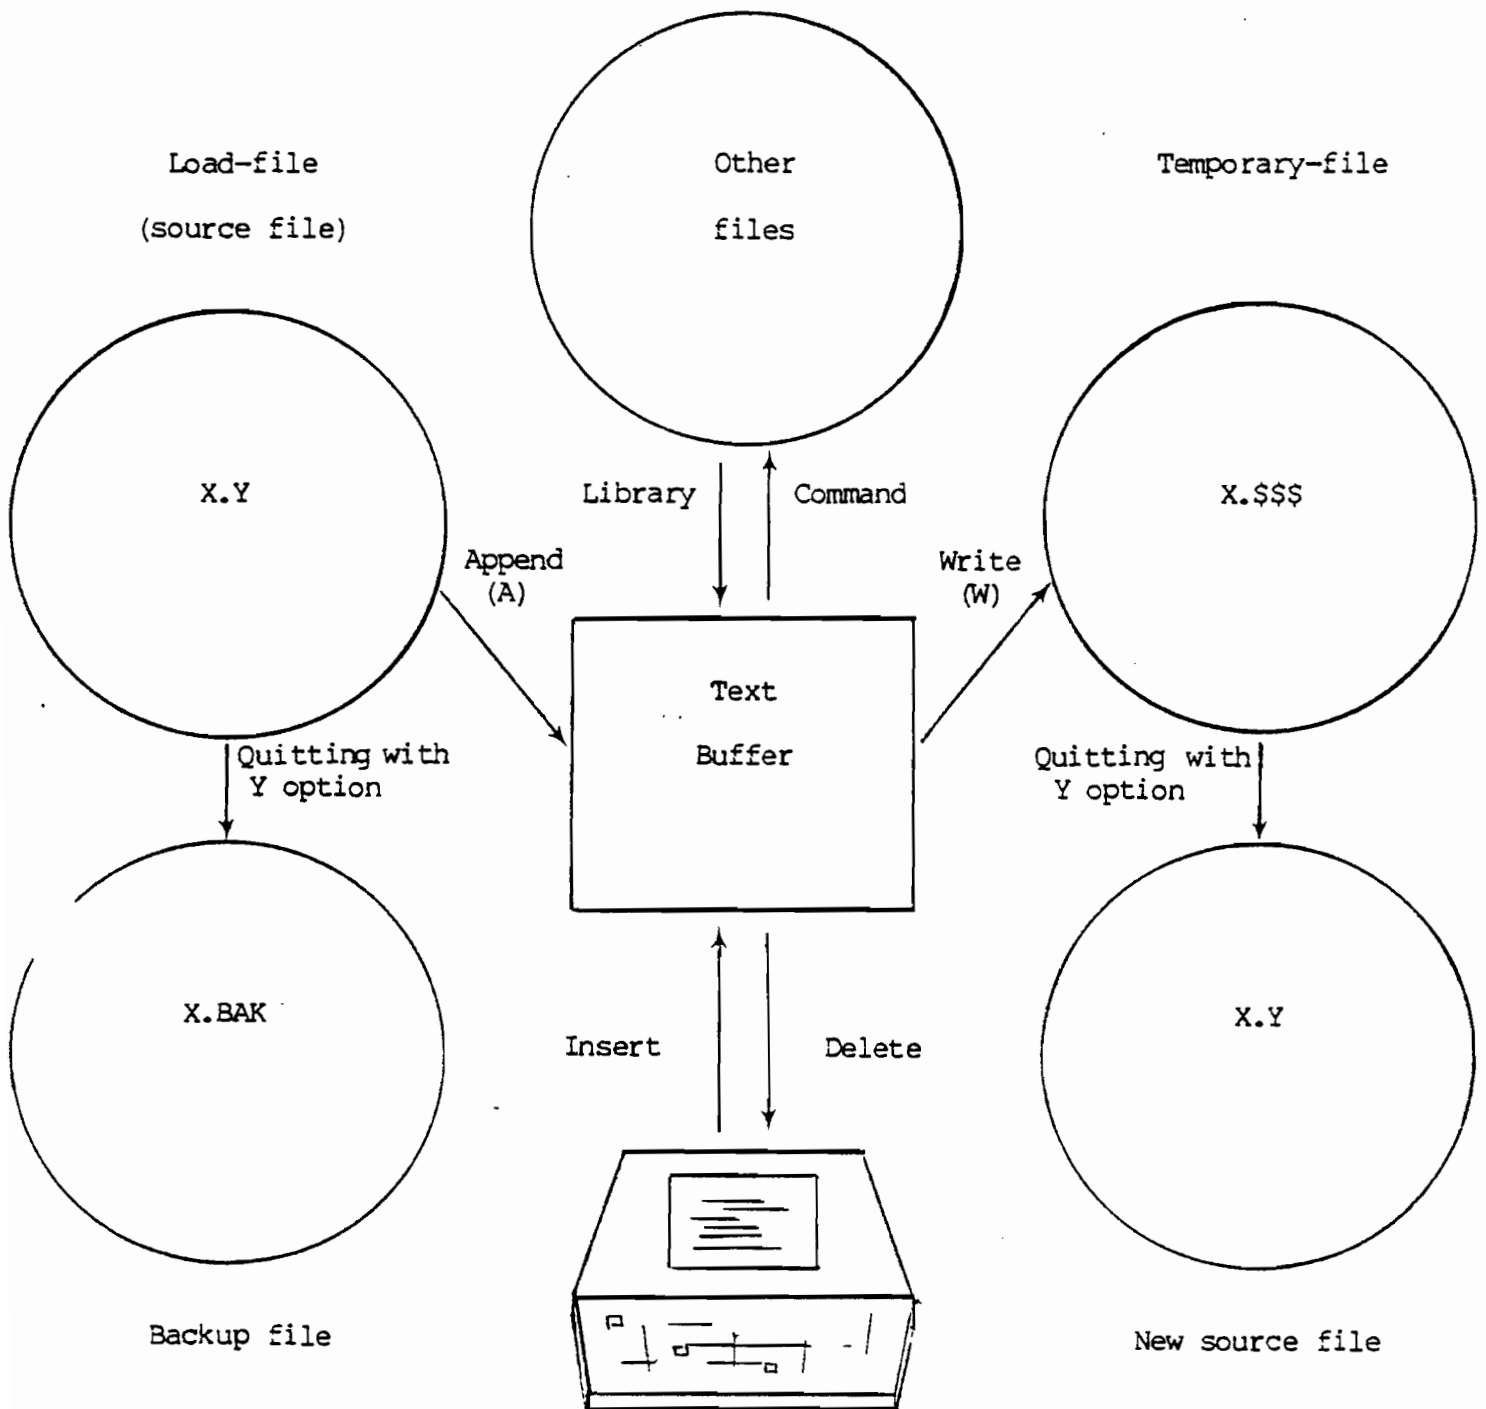 Load-file
(source file)
Other
files
Temporary-file
X.Y
Library
Command
X.$$$
Append
(A)
Write
(W)
Text
Buffer
Quitting with
Y option
Quitting with
Y option
X.BAK
X.Y
Insert
Delete
Backup file
New source file